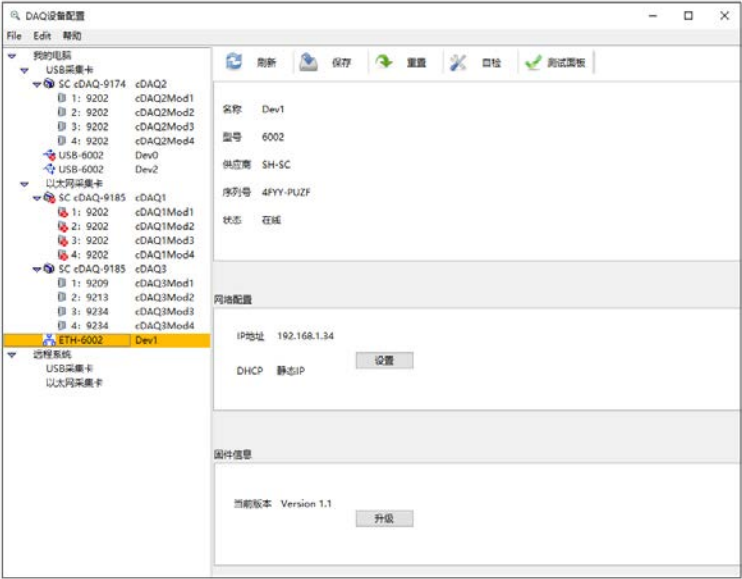 DAQ设备配置
File Edit 帮助
刷新 保存 重置 自检 测试面板
我的电脑
USB采集卡
SC cDAQ-9174 cDAQ2
1: 9202 cDAQ2Mod1
2: 9202 cDAQ2Mod2
3: 9202 cDAQ2Mod3
4: 9202 cDAQ2Mod4
USB-6002 Dev0
USB-6002 Dev2
以太网采集卡
SC cDAQ-9185 cDAQ1
1: 9202 cDAQ1Mod1
2: 9202 cDAQ1Mod2
3: 9202 cDAQ1Mod3
4: 9202 cDAQ1Mod4
SC cDAQ-9185 cDAQ3
1: 9209 cDAQ3Mod1
2: 9213 cDAQ3Mod2
3: 9234 cDAQ3Mod3
4: 9234 cDAQ3Mod4
ETH-6002 Dev1
远程系统
USB采集卡
以太网采集卡
名称 Dev1
型号 6002
供应商 SH-SC
序列号 4FYY-PUZF
状态 在线
网络配置
IP地址 192.168.1.34
设置
DHCP 静态IP
固件信息
当前版本 Version 1.1
升级